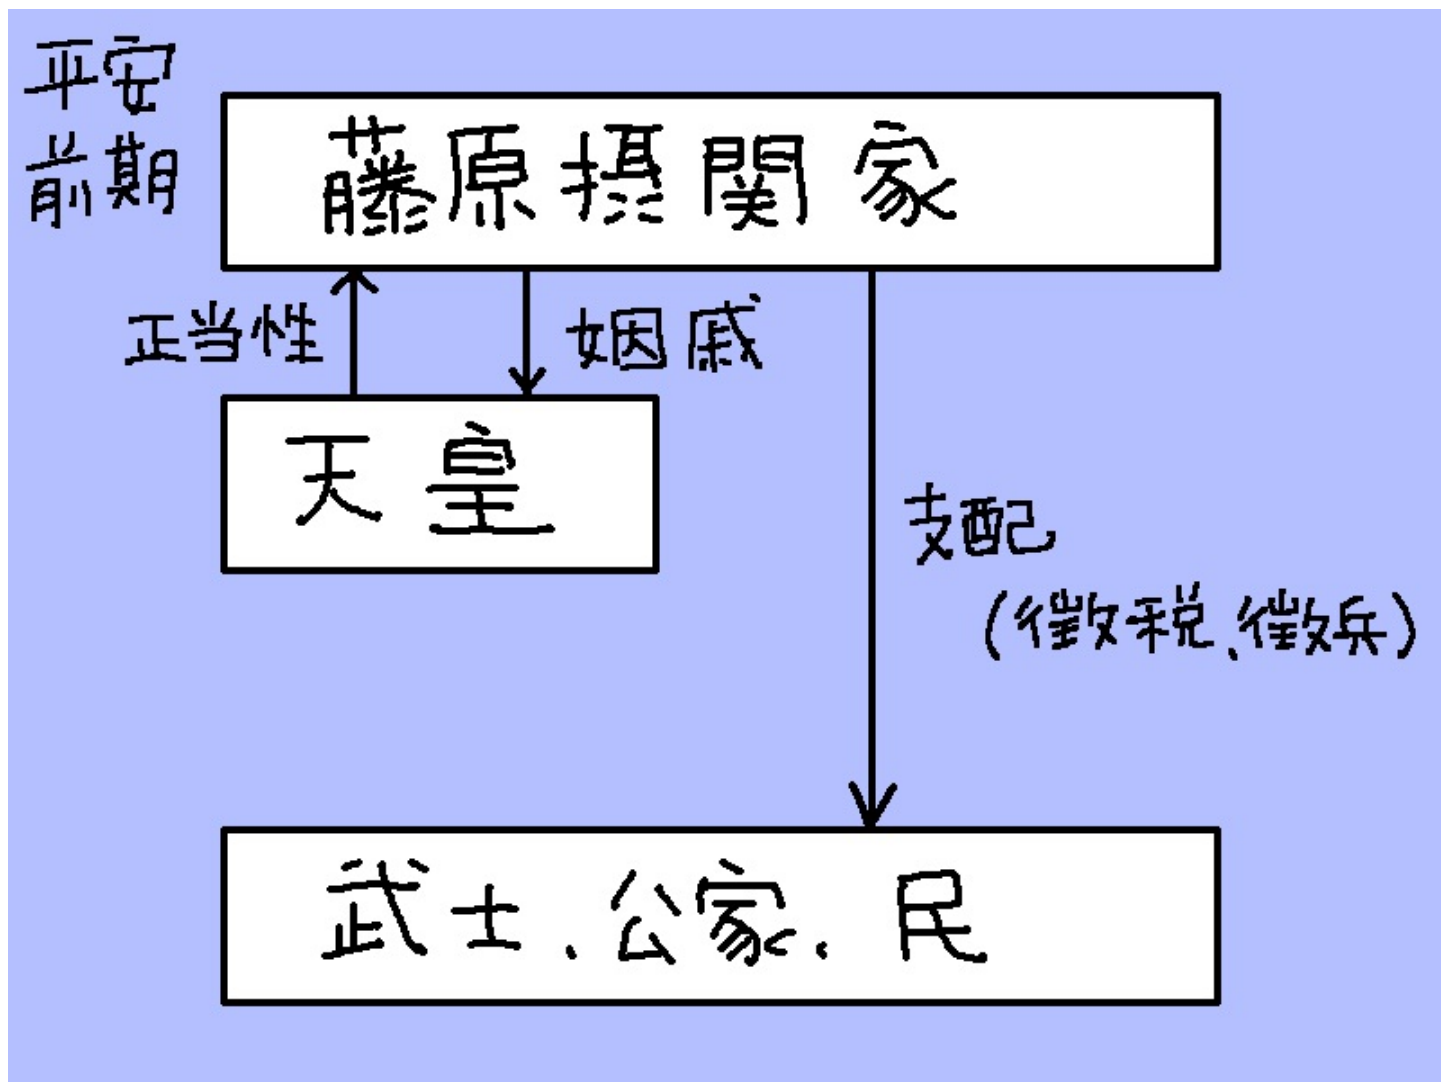 平安
前期
藤原摂関家
正当性
姻戚
天皇
支配
(徴税、徴兵)
武士、公家、民